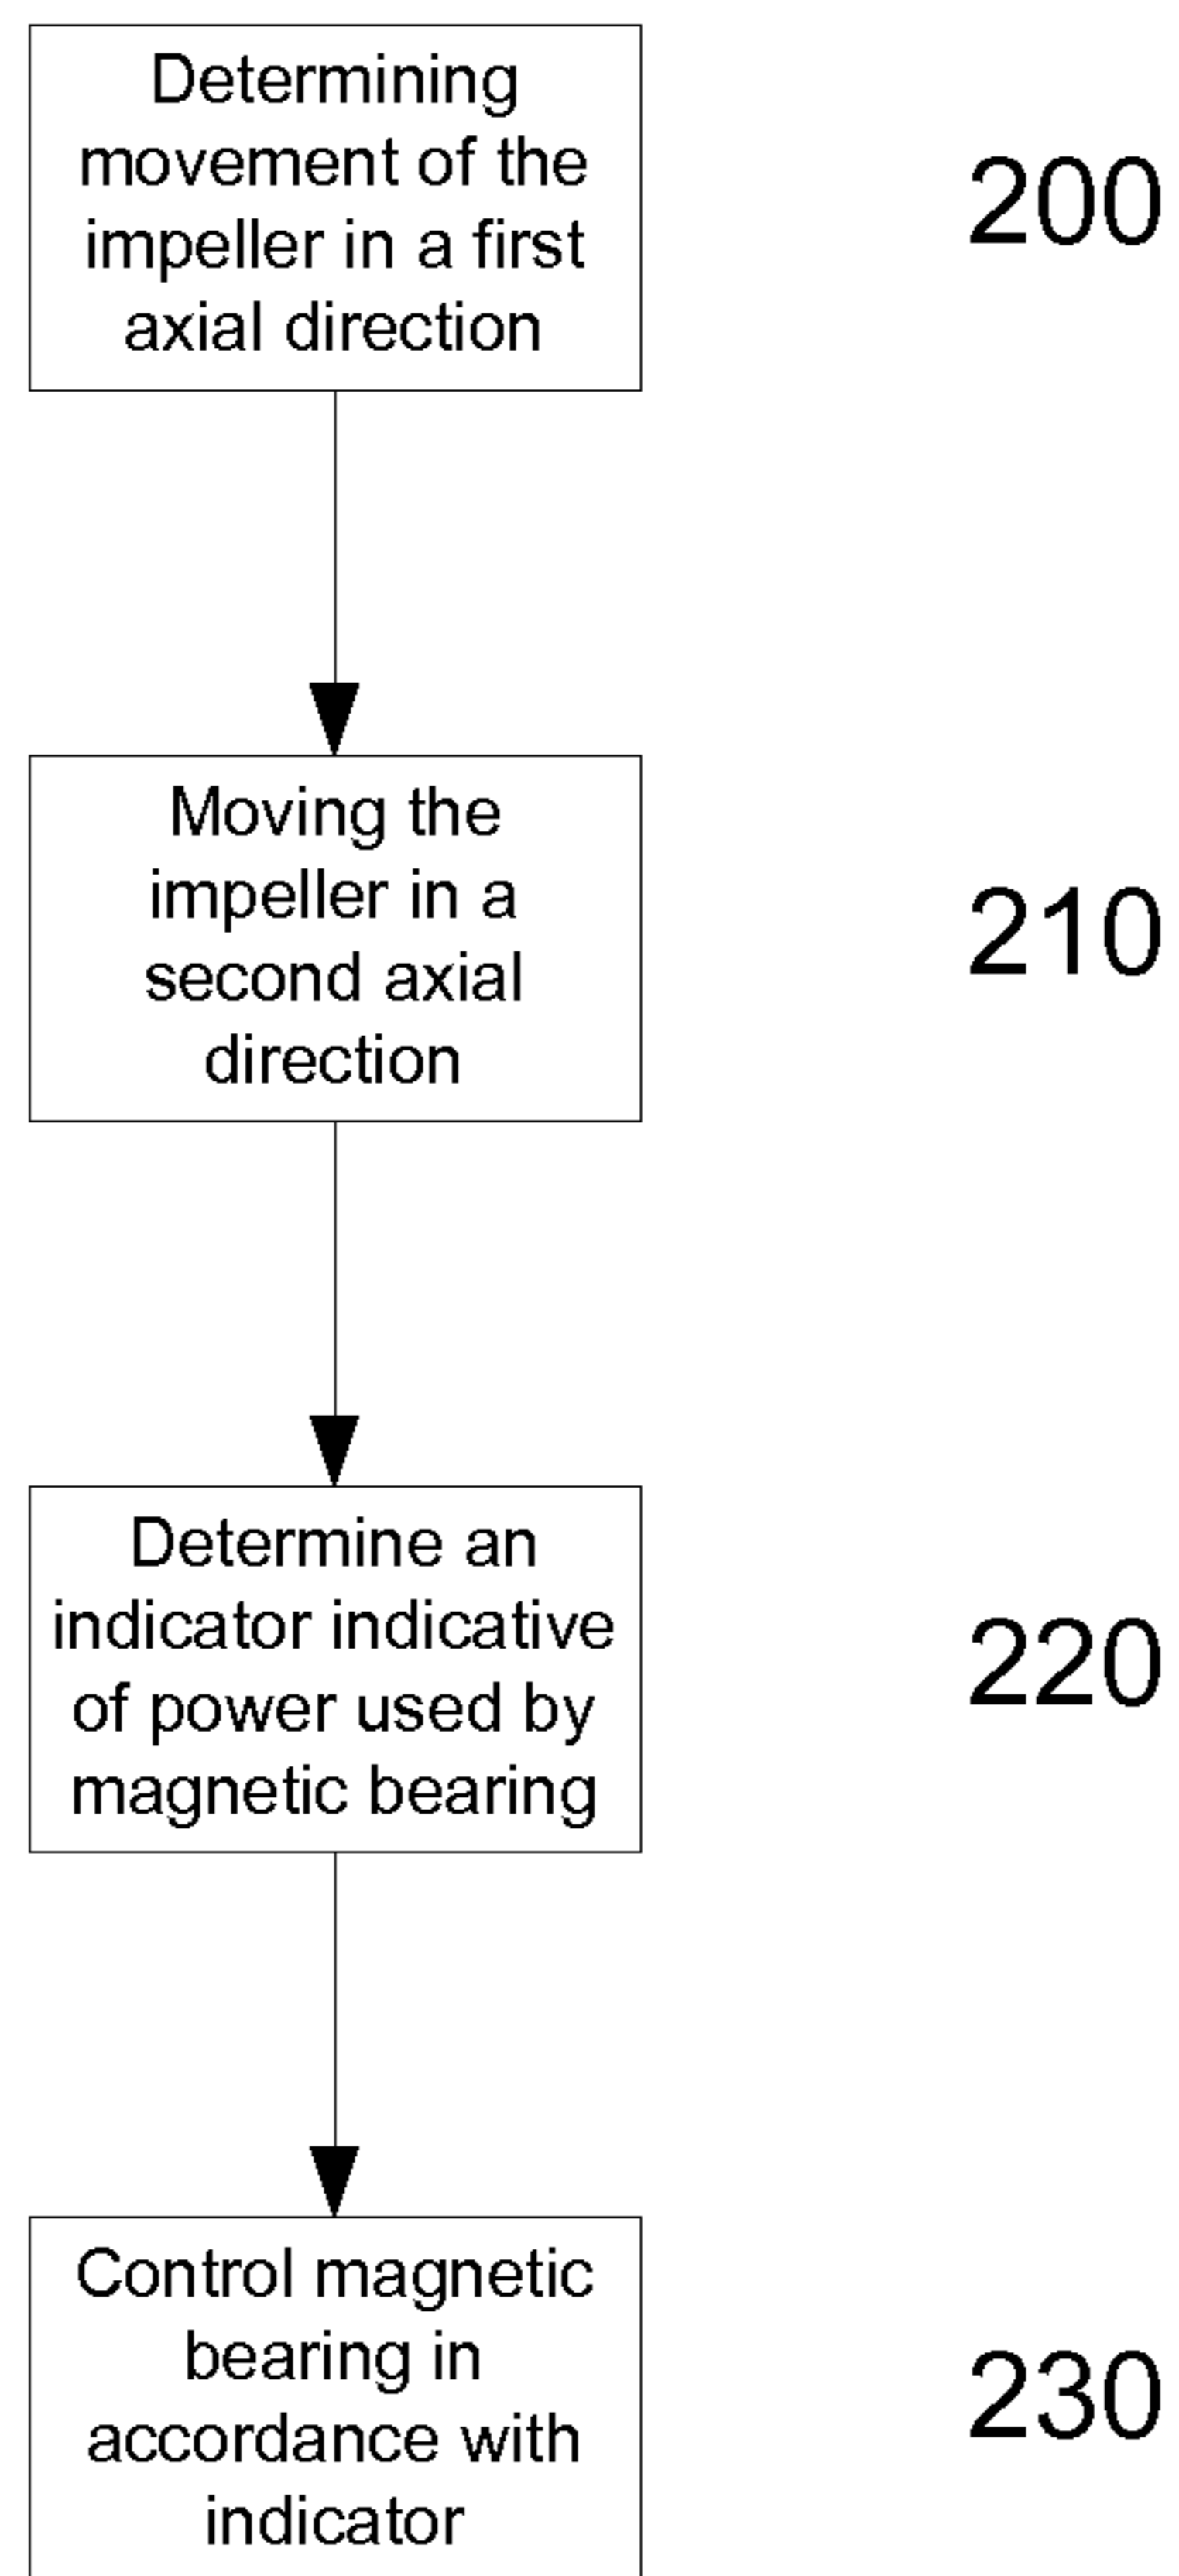 Determining
movement of the
impeller in a first
axial direction
200
Moving the
impeller in a
second axial
direction
210
Determine an
indicator indicative
of power used by
magnetic bearing
220
Control magnetic
bearing in
accordance with
indicator
230